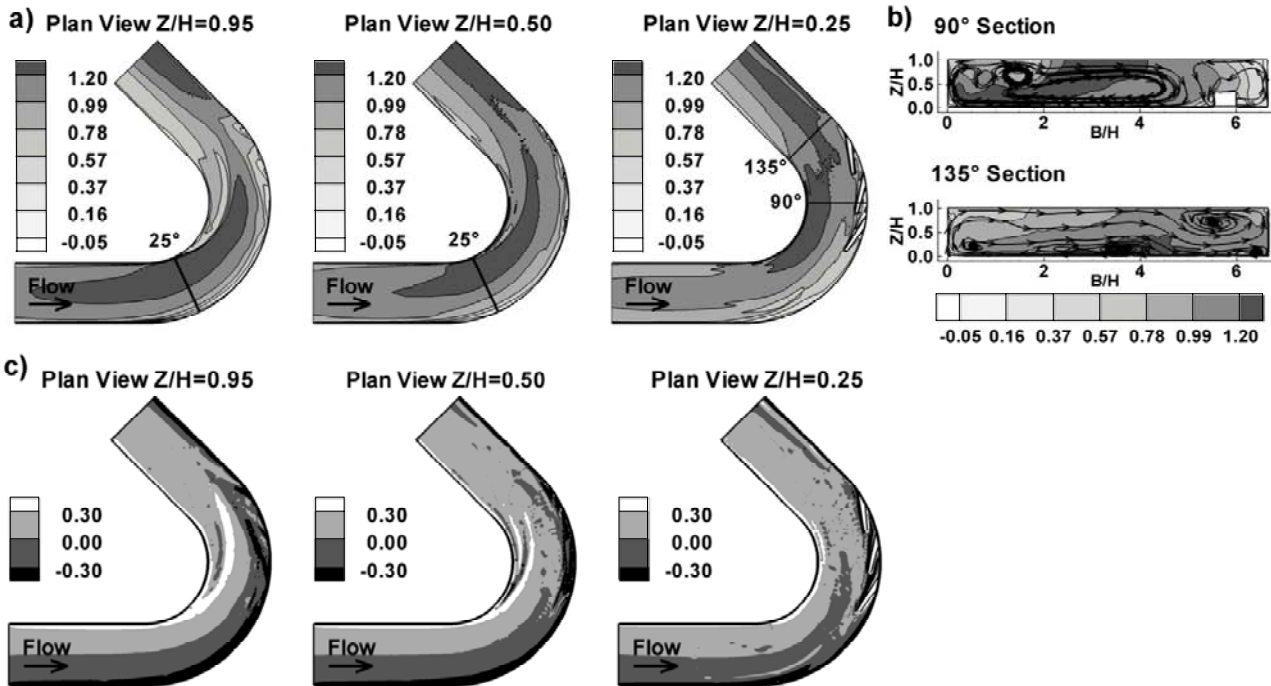 a)
Plan View Z/H=0.95
1.20
0.99
0.78
0.57
0.37
0.16
-0.05
25°
Flow
Plan View Z/H=0.50
1.20
0.99
0.78
0.57
0.37
0.16
-0.05
25°
Flow
Plan View Z/H=0.25
1.20
0.99
0.78
0.57
0.37
0.16
-0.05
135°
90°
Flow
b)
90° Section
Z/H
1.0
0.5
0.0
0 2 4 6
B/H
135° Section
Z/H
1.0
0.5
0.0
0 2 4 6
B/H
-0.05 0.16 0.37 0.57 0.78 0.99 1.20
c)
Plan View Z/H=0.95
0.30
0.00
-0.30
Flow
Plan View Z/H=0.50
0.30
0.00
-0.30
Flow
Plan View Z/H=0.25
0.30
0.00
-0.30
Flow